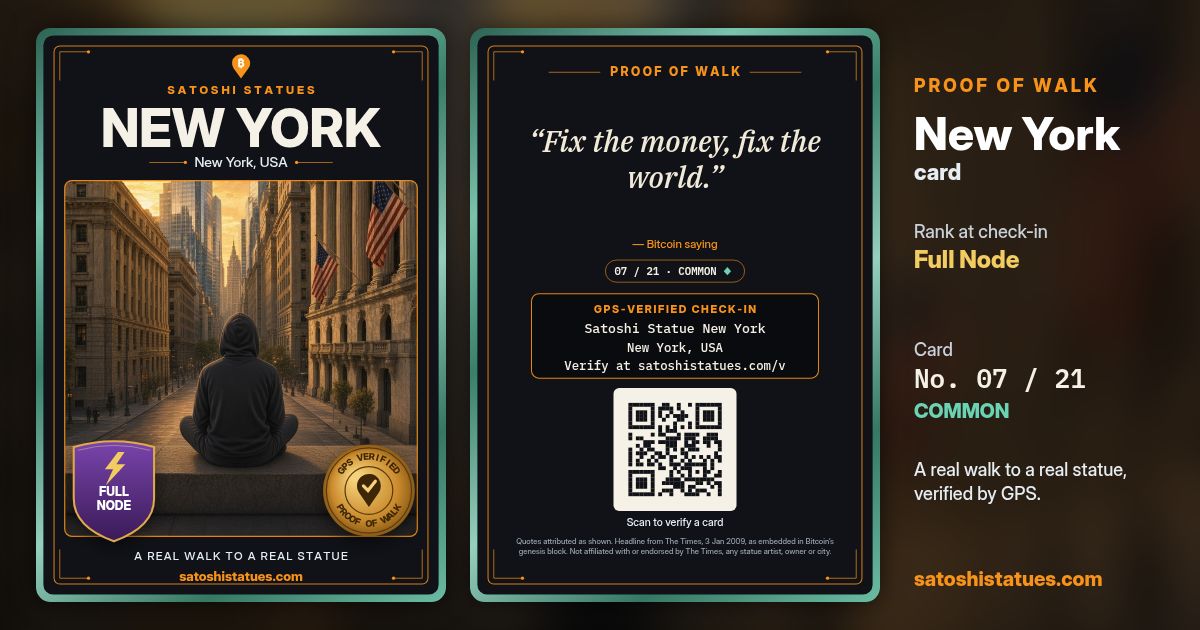 SATOSHI STATUES
NEW YORK
New York, USA
FULL
NODE
GPS VERIFIED
PROOF OF WALK
A REAL WALK TO A REAL STATUE
satoshistatues.com
PROOF OF WALK
“Fix the money, fix the
world.”
— Bitcoin saying
07 / 21 · COMMON
GPS-VERIFIED CHECK-IN
Satoshi Statue New York
New York, USA
Verify at satoshistatues.com/v
Scan to verify a card
Quotes attributed as shown. Headline from The Times, 3 Jan 2009, as embedded in Bitcoin's
genesis block. Not affiliated with or endorsed by The Times, any statue artist, owner or city.
PROOF OF WALK
New York
card
Rank at check-in
Full Node
Card
No. 07 / 21
COMMON
A real walk to a real statue,
verified by GPS.
satoshistatues.com